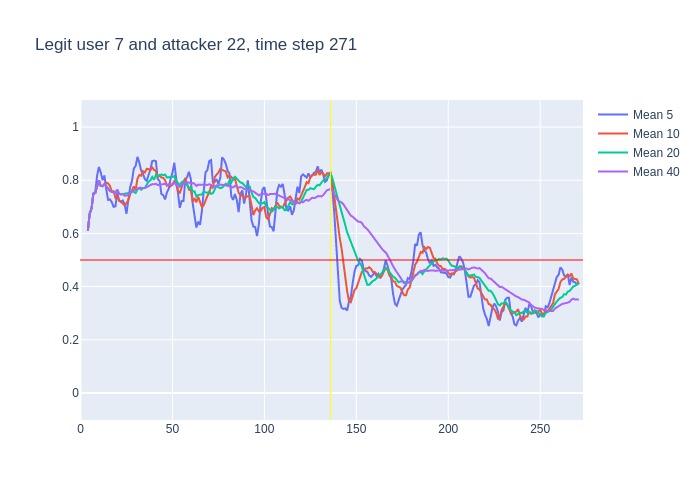 Legit user 7 and attacker 22, time step 271
Mean 5
Mean 10
Mean 20
Mean 40
1
0.8
0.6
0.4
0.2
0
0 50 100 150 200 250